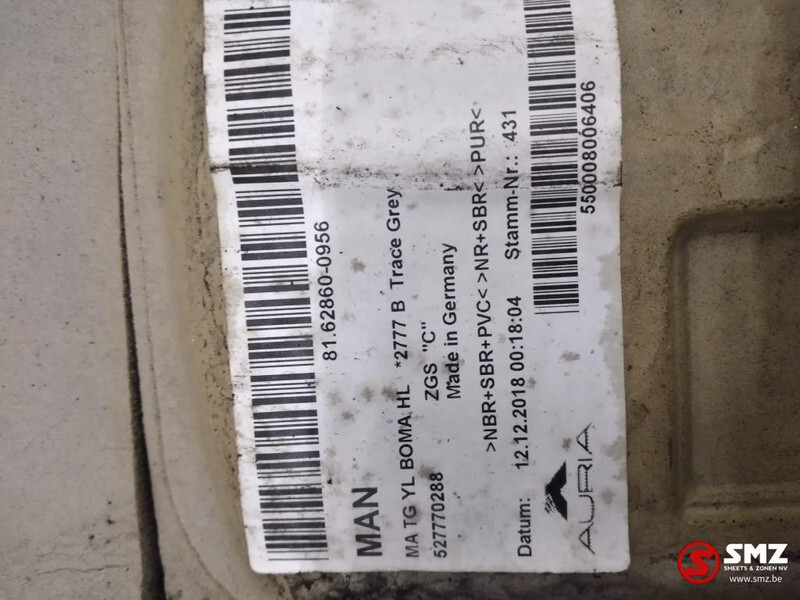 81.62860-0956
MAN
MA TG YL BOMA HL *2777 B Trace Grey
527770288 ZGS "C"
Made in Germany
>NBR+SBR+PVC< >NR+SBR< >PUR<
Datum: 12.12.2018 00:18:04 Stamm-Nr.: 431
AURIA
550008006406
SMZ
SMEETS & ZONEN NV
www.smz.be